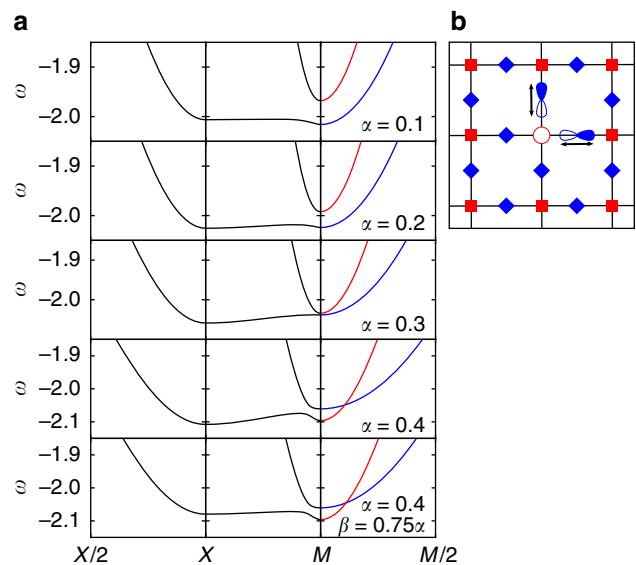 a
b
ω
−1.9
−2.0
α = 0.1
ω
−1.9
−2.0
α = 0.2
ω
−1.9
−2.0
α = 0.3
ω
−1.9
−2.0
−2.1
α = 0.4
ω
−1.9
−2.0
−2.1
α = 0.4
β = 0.75α
X/2
X
M
M/2